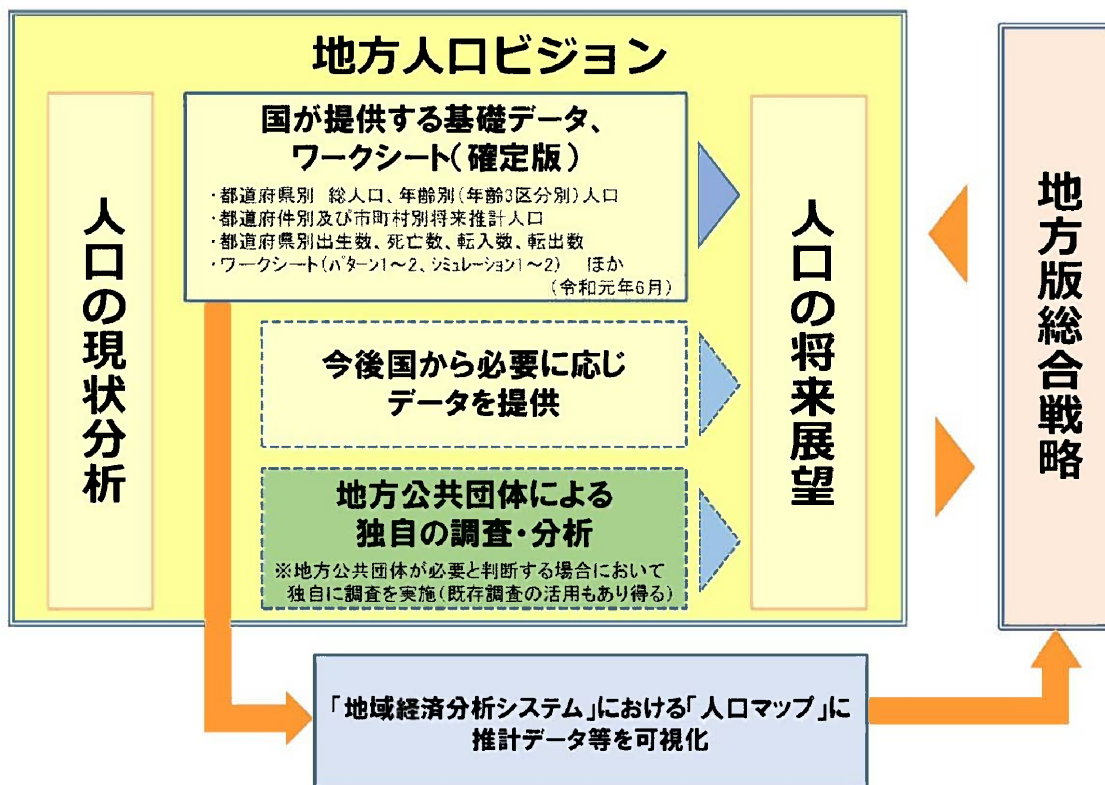 地方人口ビジョン
人口の現状分析
国が提供する基礎データ、
ワークシート(確定版)
・都道府県別 総人口、年齢別(年齢3区分別)人口
・都道府件別及び市町村別将来推計人口
・都道府県別出生数、死亡数、転入数、転出数
・ワークシート(パターン1～2、シミュレーション1～2) ほか
(令和元年6月)
今後国から必要に応じ
データを提供
地方公共団体による
独自の調査・分析
※地方公共団体が必要と判断する場合において
独自に調査を実施(既存調査の活用もあり得る)
人口の将来展望
地方版総合戦略
「地域経済分析システム」における「人口マップ」に
推計データ等を可視化